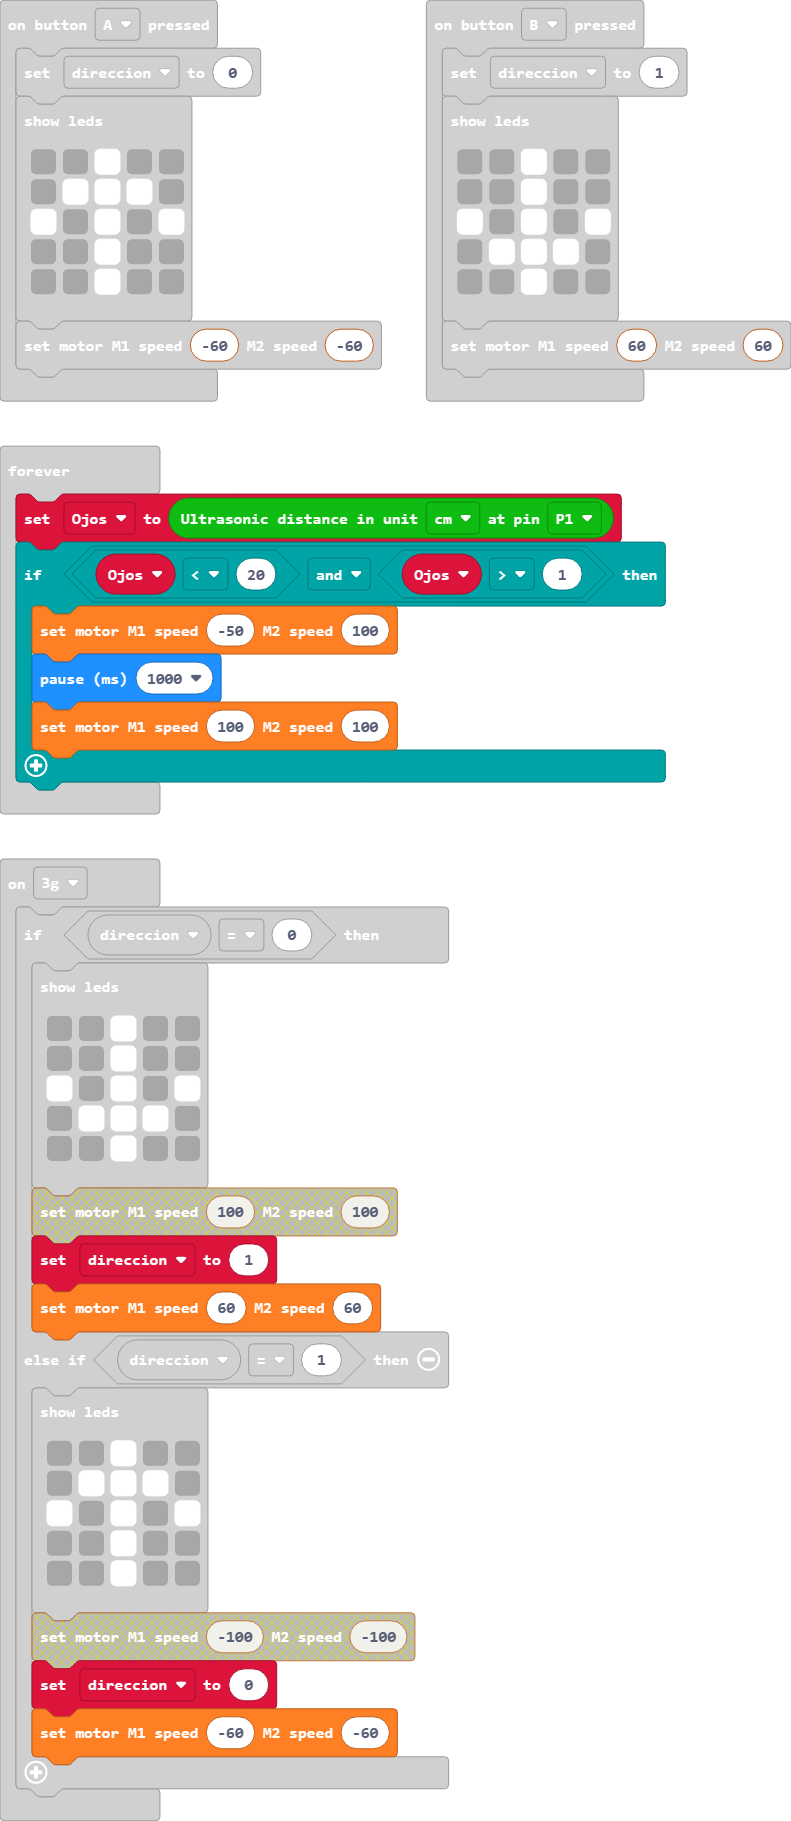 on button A pressed
set direccion to 0
show leds
set motor M1 speed -60 M2 speed -60
on button B pressed
set direccion to 1
show leds
set motor M1 speed 60 M2 speed 60
forever
set Ojos to Ultrasonic distance in unit cm at pin P1
if Ojos < 20 and Ojos > 1 then
set motor M1 speed -50 M2 speed 100
pause (ms) 1000
set motor M1 speed 100 M2 speed 100
on 3g
if direccion = 0 then
show leds
set motor M1 speed 100 M2 speed 100
set direccion to 1
set motor M1 speed 60 M2 speed 60
else if direccion = 1 then
show leds
set motor M1 speed -100 M2 speed -100
set direccion to 0
set motor M1 speed -60 M2 speed -60